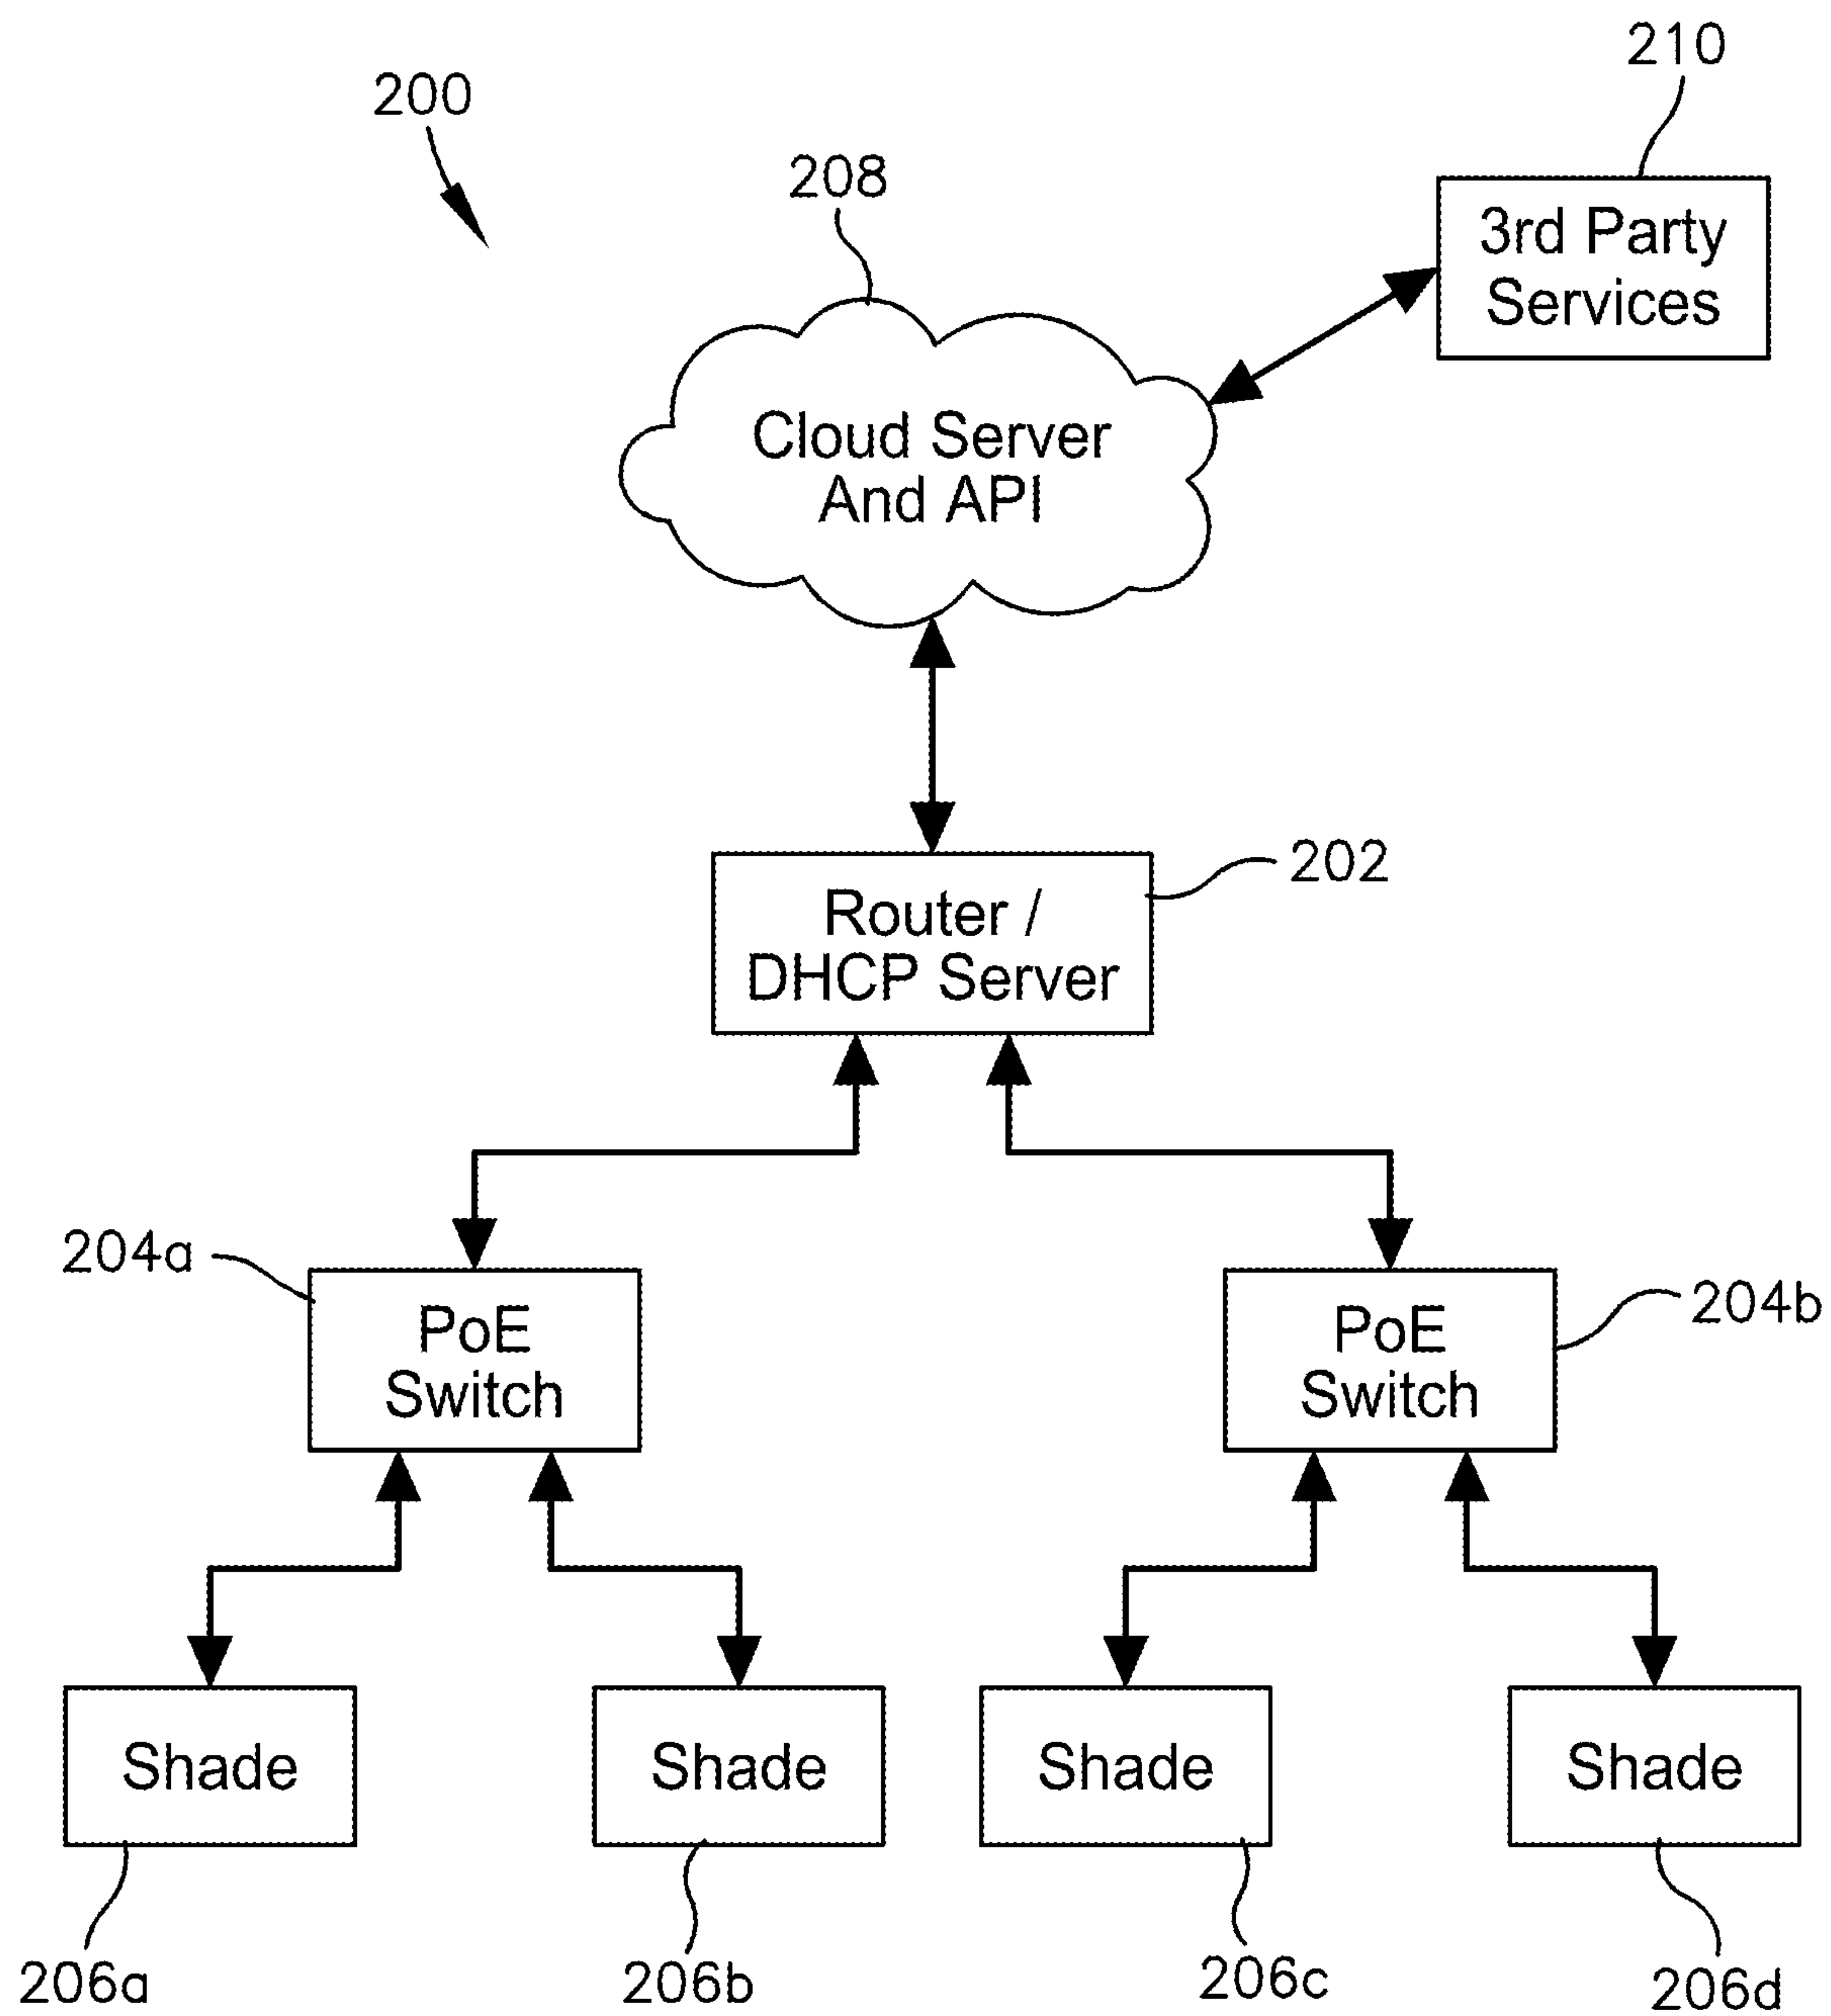 210
200
208
3rd Party
Services
Cloud Server
And API
202
Router /
DHCP Server
204a
204b
PoE
Switch
PoE
Switch
Shade
Shade
Shade
Shade
206a
206b
206c
206d